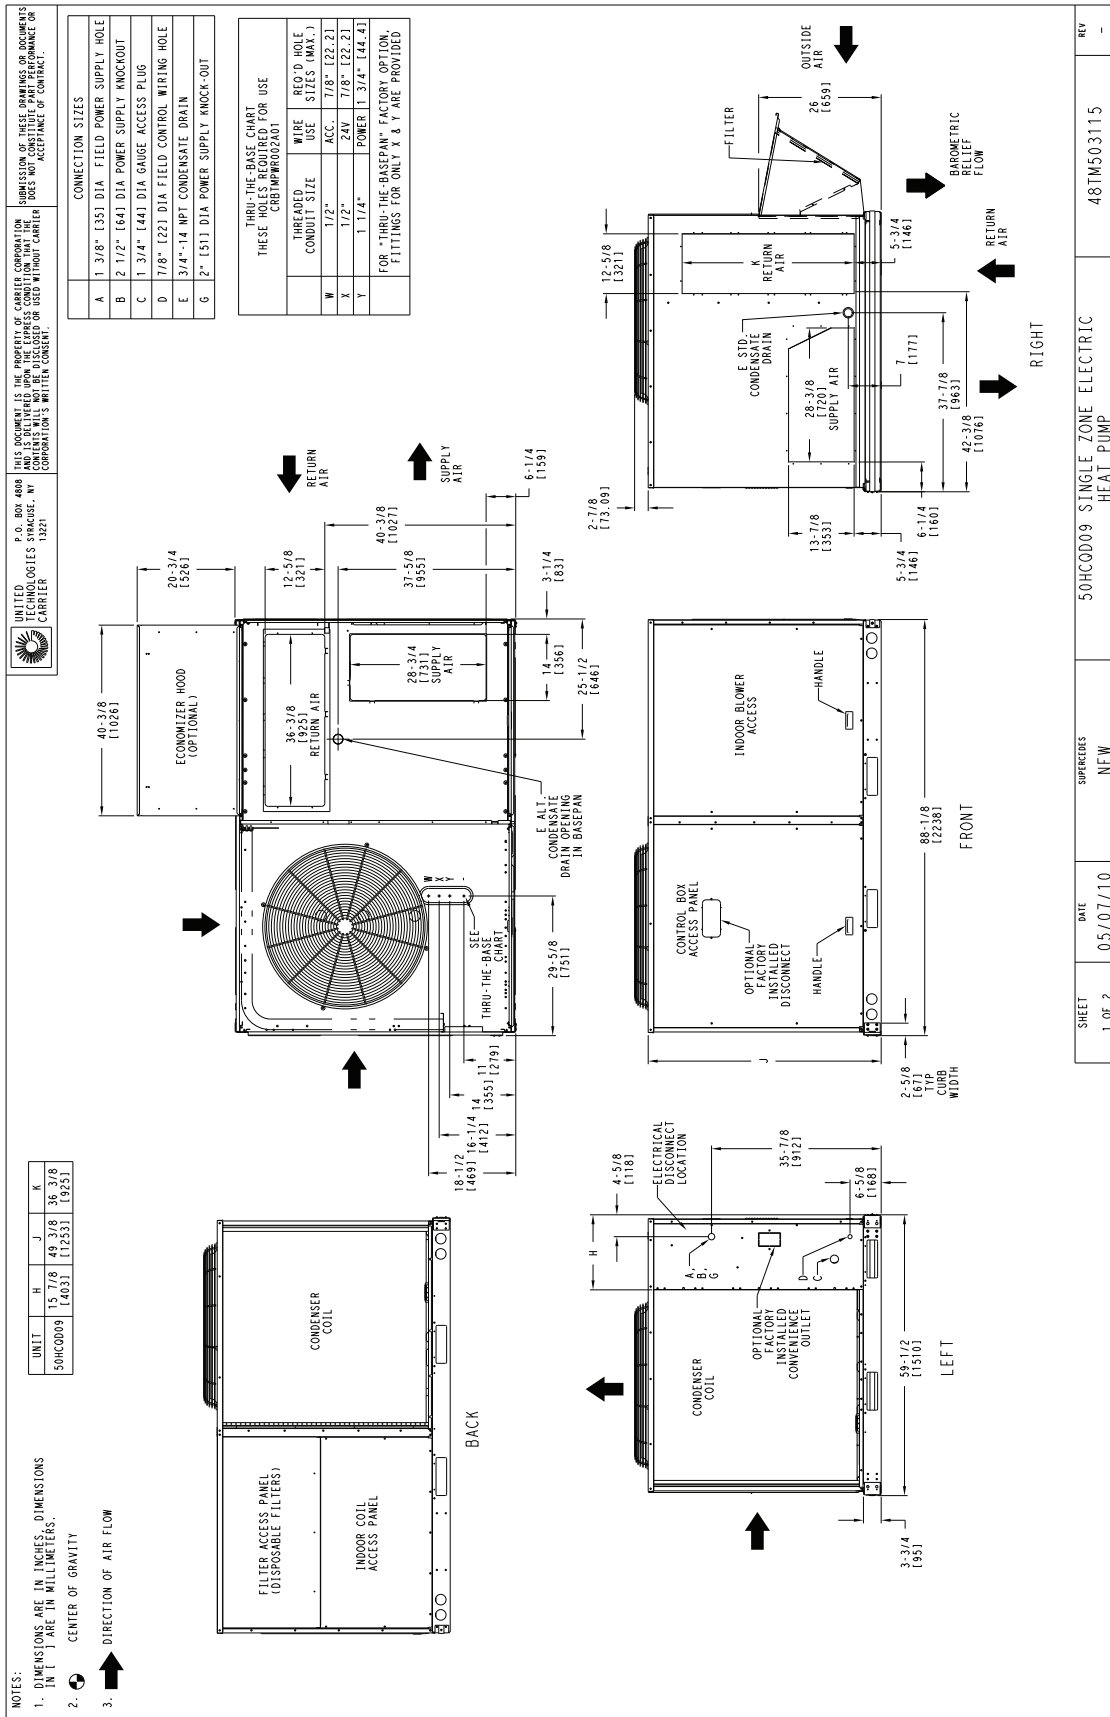 NOTES:
1. DIMENSIONS ARE IN INCHES, DIMENSIONS
IN [ ] ARE IN MILLIMETERS.
2. CENTER OF GRAVITY
3. DIRECTION OF AIR FLOW
UNIT H J K
50HCQD09 15 7/8 [403] 49 3/8 [1253] 36 3/8 [925]
UNITED
TECHNOLOGIES
CARRIER
P.O. BOX 4808
SYRACUSE, NY
13221
THIS DOCUMENT IS THE PROPERTY OF CARRIER CORPORATION
AND IS DELIVERED UPON THE EXPRESS CONDITION THAT THE
CONTENTS WILL NOT BE DISCLOSED OR USED WITHOUT CARRIER
CORPORATION'S WRITTEN CONSENT.
SUBMISSION OF THESE DRAWINGS OR DOCUMENTS
DOES NOT CONSTITUTE PART PERFORMANCE OR
ACCEPTANCE OF CONTRACT.
CONNECTION SIZES
A 1 3/8" [35] DIA FIELD POWER SUPPLY HOLE
B 2 1/2" [64] DIA POWER SUPPLY KNOCKOUT
C 1 3/4" [44] DIA GAUGE ACCESS PLUG
D 7/8" [22] DIA FIELD CONTROL WIRING HOLE
E 3/4"-14 NPT CONDENSATE DRAIN
G 2" [51] DIA POWER SUPPLY KNOCK-OUT
THRU-THE-BASE CHART
THESE HOLES REQUIRED FOR USE
CRBTMPWR002A01
THREADED CONDUIT SIZE WIRE USE REQ'D HOLE SIZES (MAX.)
W 1/2" ACC. 7/8" [22.2]
X 1/2" 24V 7/8" [22.2]
Y 1 1/4" POWER 1 3/4" [44.4]
FOR "THRU-THE-BASEPAN" FACTORY OPTION,
FITTINGS FOR ONLY X & Y ARE PROVIDED
FILTER ACCESS PANEL
(DISPOSABLE FILTERS)
INDOOR COIL
ACCESS PANEL
CONDENSER
COIL
BACK
40-3/8
[1026]
ECONOMIZER HOOD
(OPTIONAL)
20-3/4
[526]
12-5/8
[321]
RETURN
AIR
SUPPLY
AIR
36-3/8
[925]
RETURN AIR
28-3/4
[731]
SUPPLY
AIR
40-3/8
[1027]
37-5/8
[955]
6-1/4
[159]
3-1/4
[83]
14
[356]
25-1/2
[646]
E ALT.
CONDENSATE
DRAIN OPENING
IN BASEPAN
W
X
Y
-
SEE
THRU-THE-BASE
CHART
29-5/8
[751]
11
[279]
14
[355]
16-1/4
[412]
18-1/2
[469]
CONDENSER
COIL
H
4-5/8
[118]
ELECTRICAL
DISCONNECT
LOCATION
A,
B,
G
D
C
OPTIONAL
FACTORY
INSTALLED
CONVENIENCE
OUTLET
35-7/8
[912]
6-5/8
[168]
3-3/4
[95]
59-1/2
[1510]
LEFT
J
2-5/8
[67]
TYP
CURB
WIDTH
CONTROL BOX
ACCESS PANEL
OPTIONAL
FACTORY
INSTALLED
DISCONNECT
HANDLE
INDOOR BLOWER
ACCESS
HANDLE
88-1/8
[2238]
FRONT
2-7/8
[73.09]
12-5/8
[321]
K
RETURN
AIR
E STD.
CONDENSATE
DRAIN
28-3/8
[720]
SUPPLY AIR
13-7/8
[353]
5-3/4
[146]
6-1/4
[160]
7
[177]
37-7/8
[963]
42-3/8
[1076]
5-3/4
[146]
26
[659]
FILTER
OUTSIDE
AIR
BAROMETRIC
RELIEF
FLOW
RETURN
AIR
RIGHT
SHEET
1 OF 2
DATE
05/07/10
SUPERCEDES
NEW
50HCQD09 SINGLE ZONE ELECTRIC
HEAT PUMP
48TM503115
REV
-